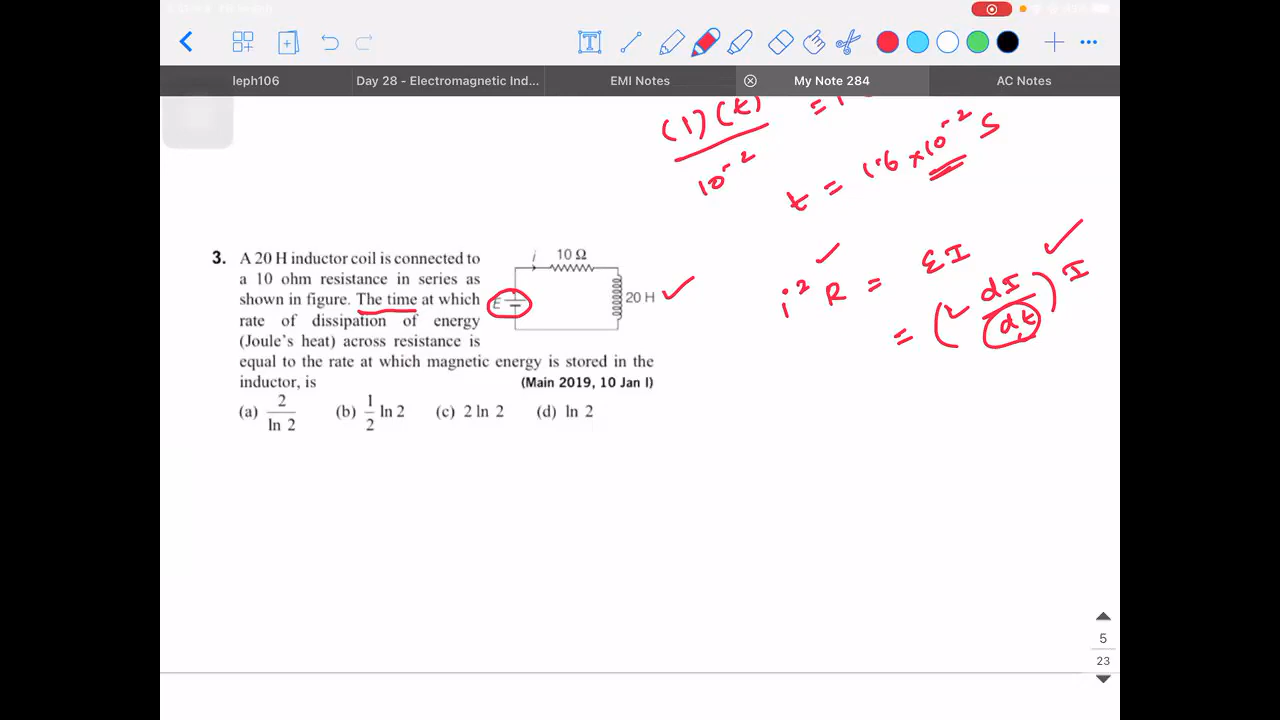 leph106
Day 28 - Electromagnetic Ind...
EMI Notes
My Note 284
AC Notes
(1)(t)
10⁻²
t = 1.6 × 10⁻² S
3. A 20 H inductor coil is connected to
a 10 ohm resistance in series as
shown in figure. The time at which
rate of dissipation of energy
(Joule's heat) across resistance is
equal to the rate at which magnetic energy is stored in the
inductor, is
(Main 2019, 10 Jan I)
i
10 Ω
E
20 H
(a) 2/ln 2 (b) 1/2 ln 2 (c) 2 ln 2 (d) ln 2
i² R = ε I
= (L dI/dt) I
5
23